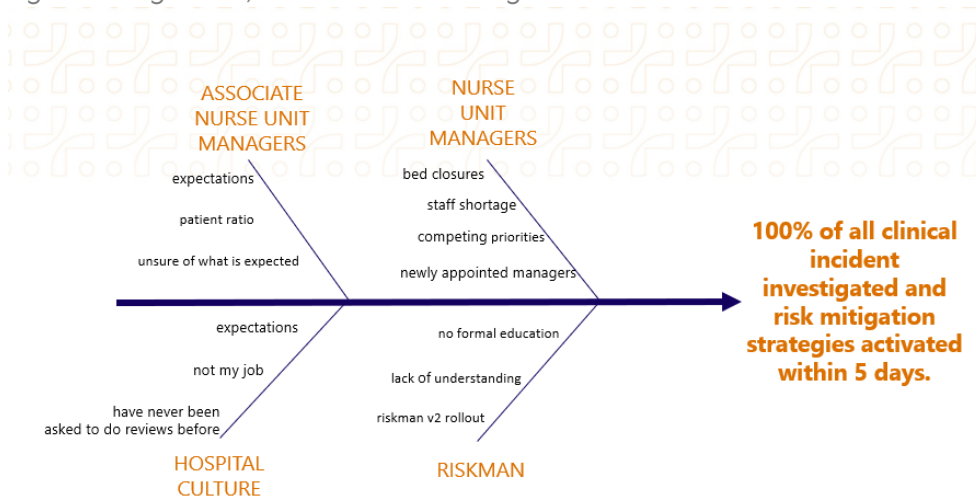 ASSOCIATE
NURSE UNIT
MANAGERS
expectations
patient ratio
unsure of what is expected
NURSE
UNIT
MANAGERS
bed closures
staff shortage
competing priorities
newly appointed managers
100% of all clinical
incident
investigated and
risk mitigation
strategies activated
within 5 days.
expectations
not my job
have never been
asked to do reviews before
HOSPITAL
CULTURE
no formal education
lack of understanding
riskman v2 rollout
RISKMAN